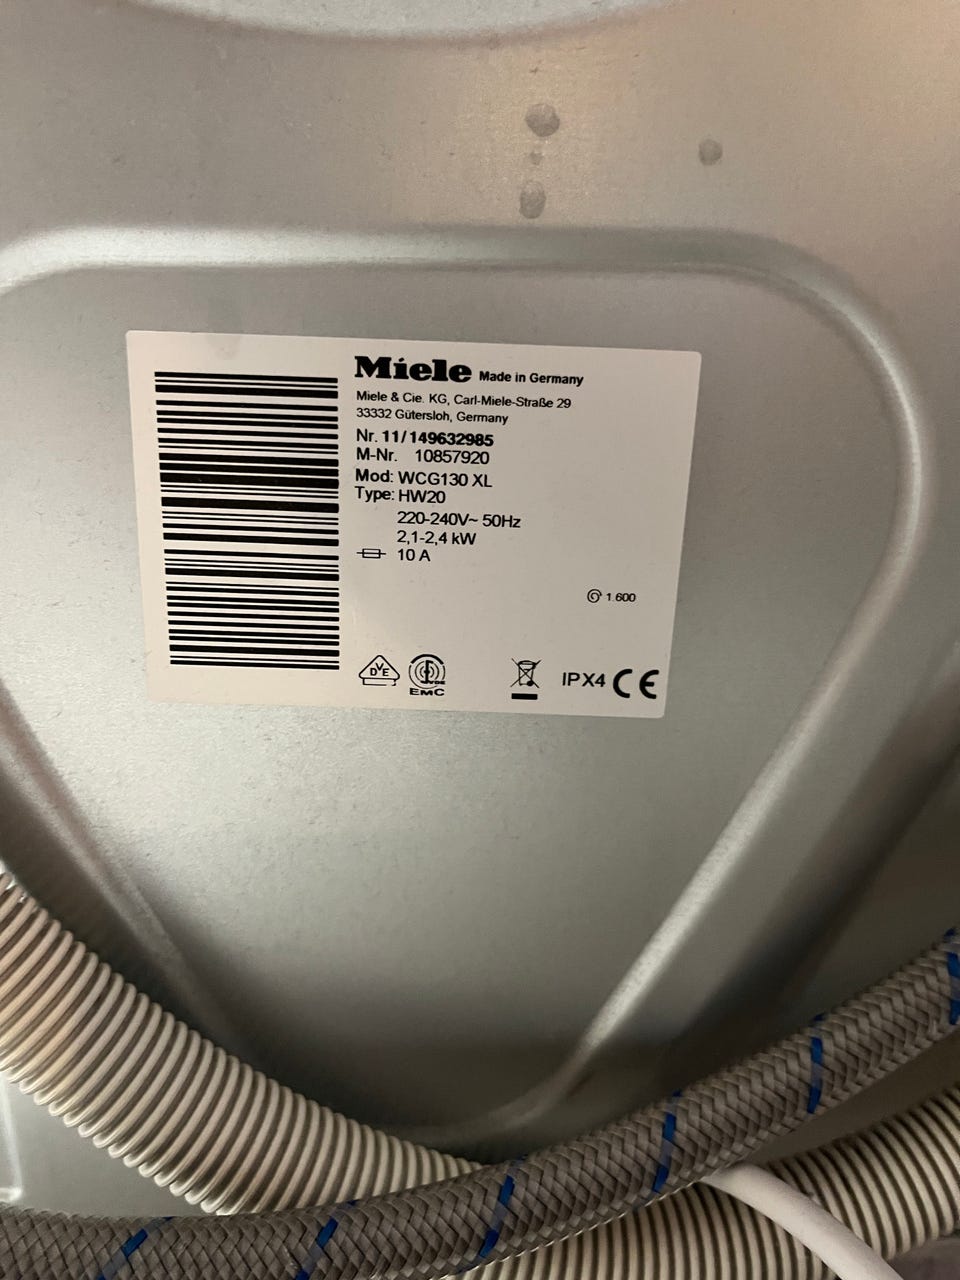 Miele Made in Germany
Miele & Cie. KG, Carl-Miele-Straße 29
33332 Gütersloh, Germany
Nr. 11/149632985
M-Nr. 10857920
Mod: WCG130 XL
Type: HW20
220-240V~ 50Hz
2,1-2,4 kW
10 A
1.600
DVE
VDE
EMC
IPX4 CE